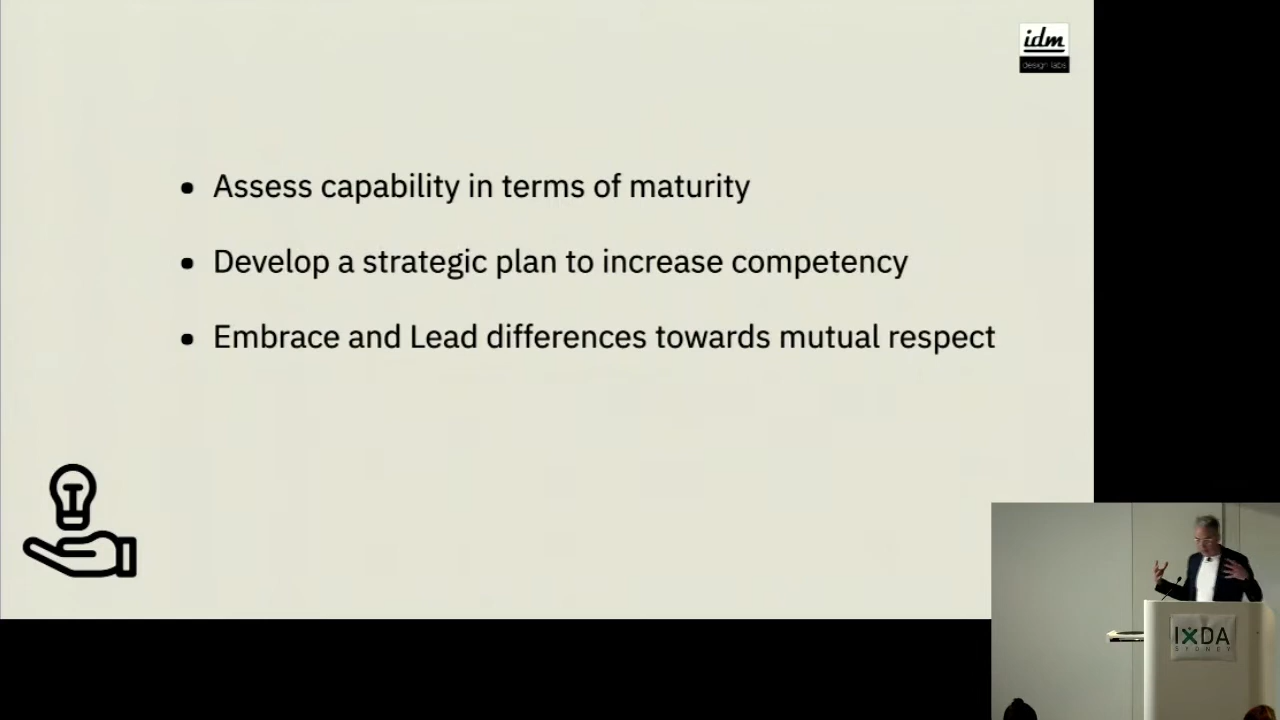 idm
design labs
• Assess capability in terms of maturity
• Develop a strategic plan to increase competency
• Embrace and Lead differences towards mutual respect
IXDA
SYDNEY